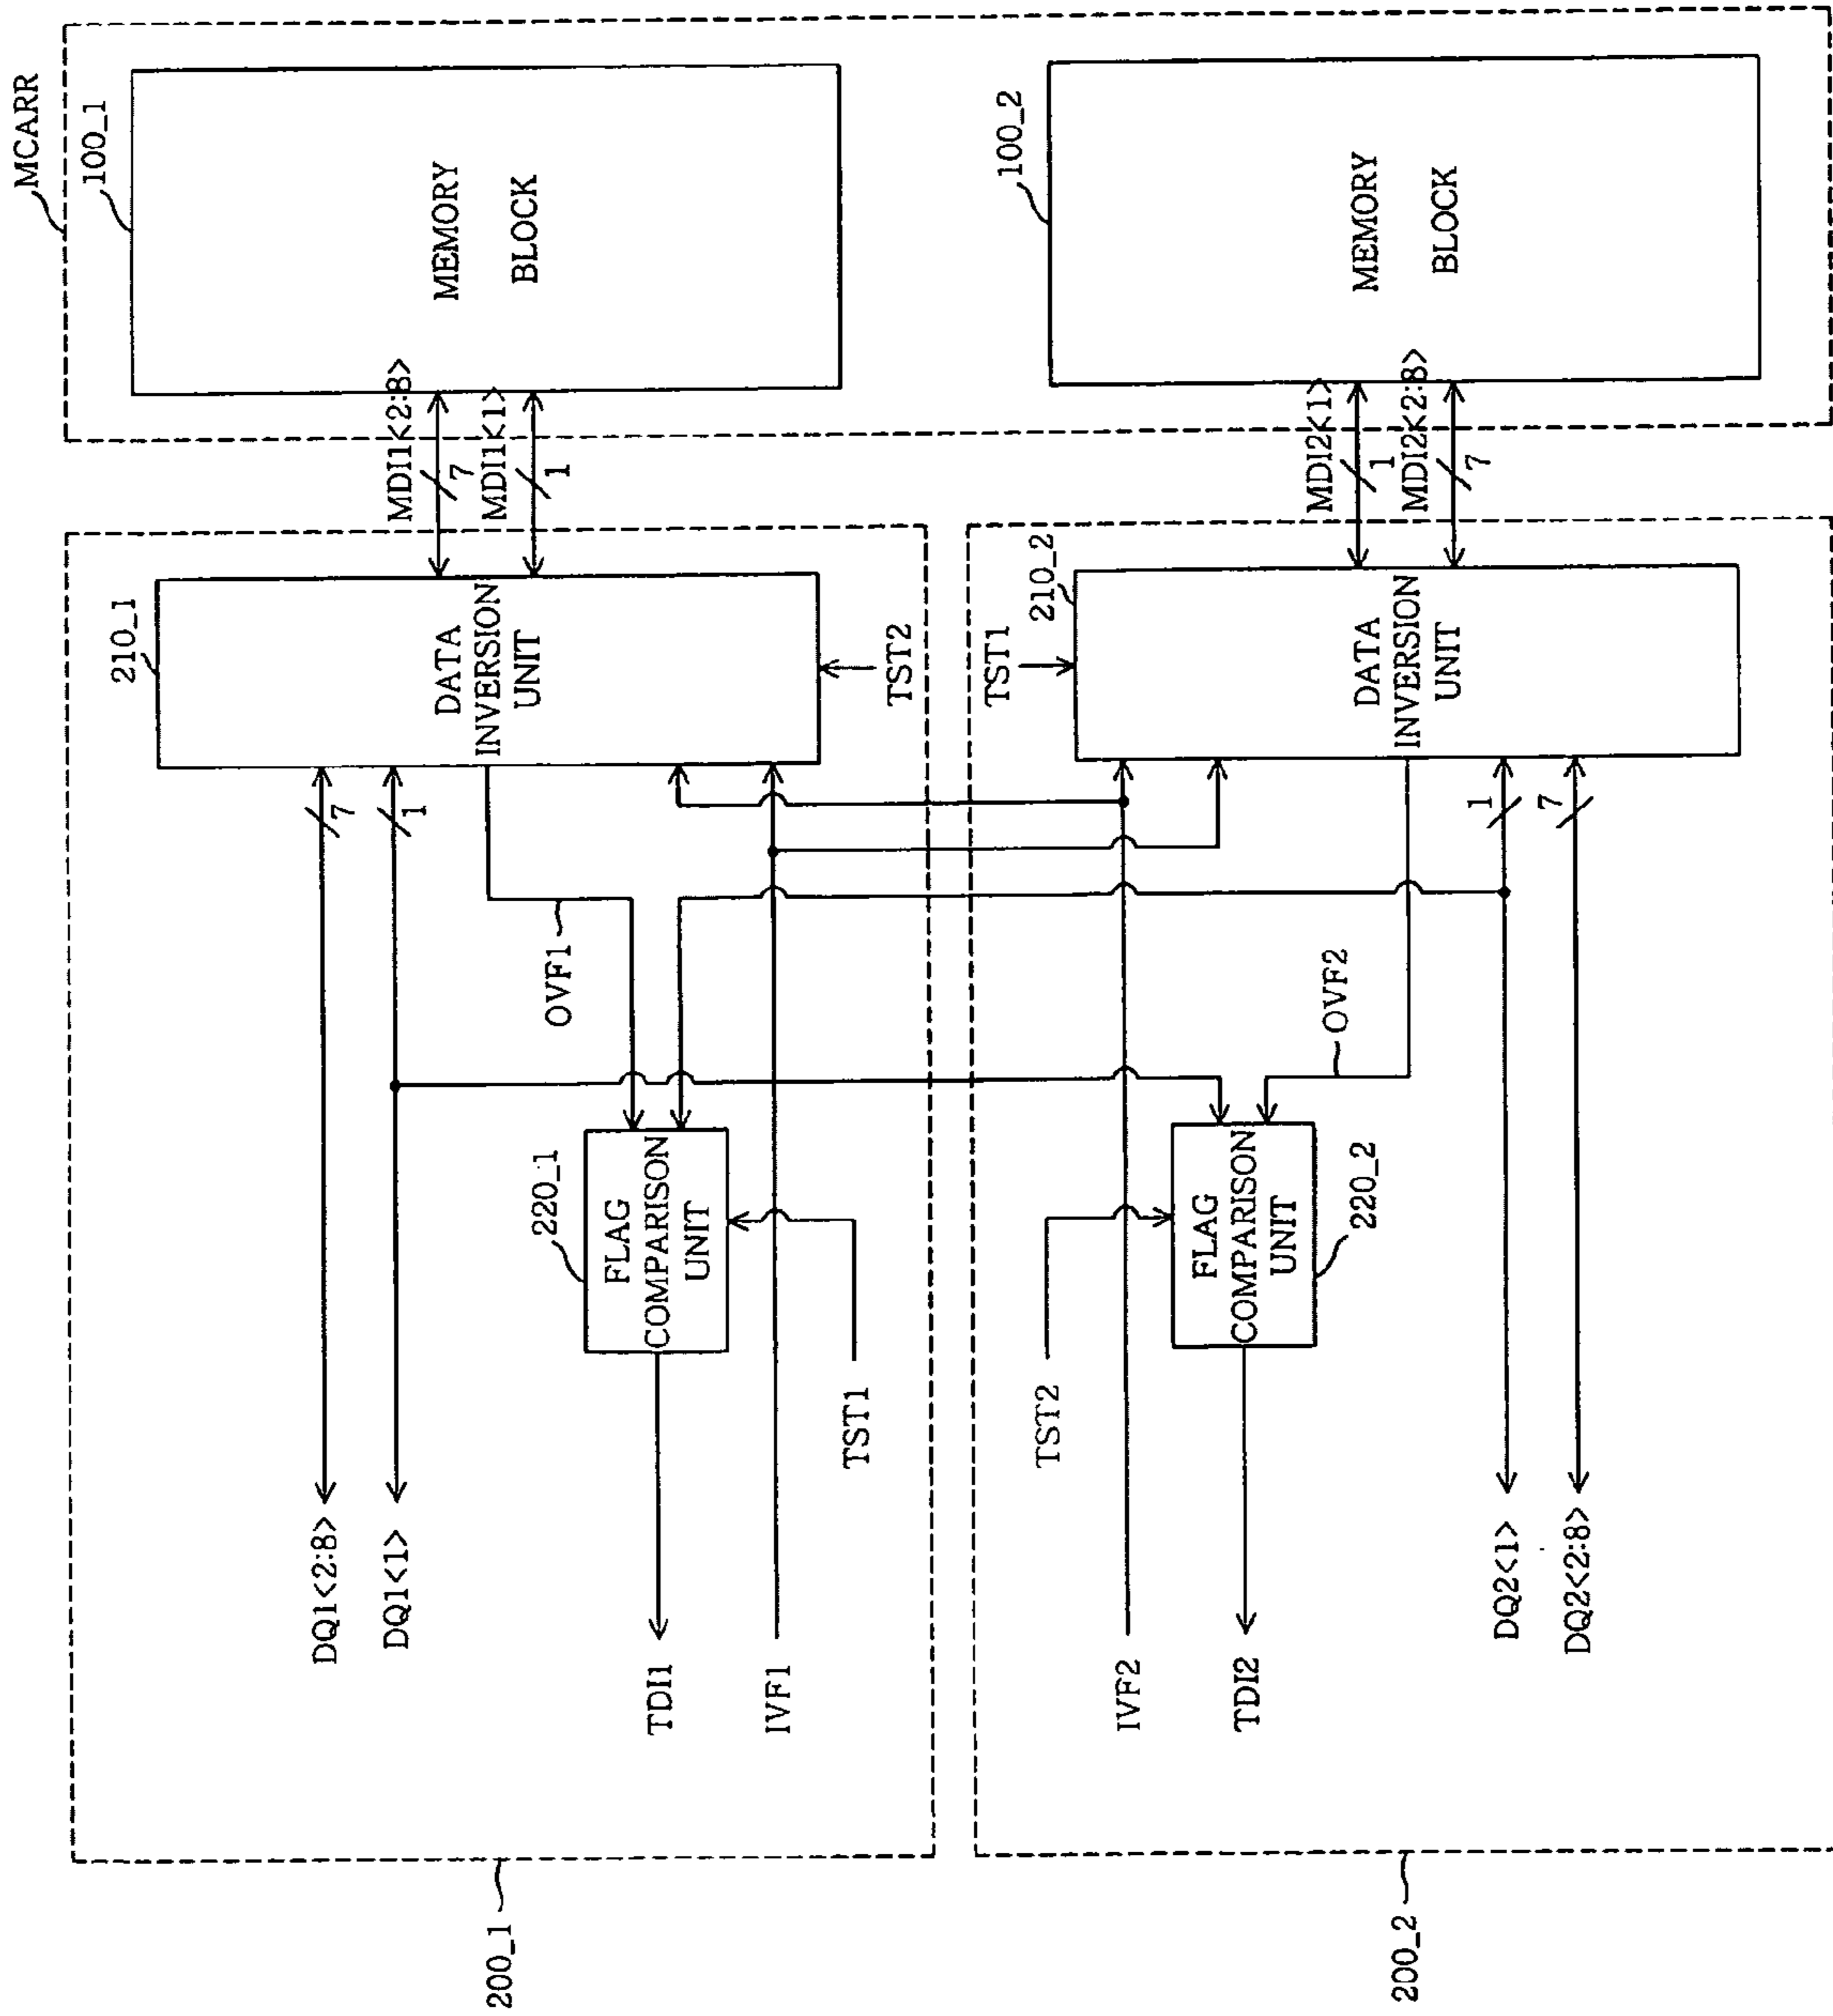 MCARR
100_1
MEMORY
BLOCK
100_2
MEMORY
BLOCK
MDI1<2:8>
7
MDI1<1>
1
MDI2<1>
1
MDI2<2:8>
7
210_1
DATA
INVERSION
UNIT
TST2
TST1
210_2
DATA
INVERSION
UNIT
7
1
1
7
OVF1
OVF2
220_1
FLAG
COMPARISON
UNIT
TST1
TST2
FLAG
COMPARISON
UNIT
220_2
DQ1<2:8>
DQ1<1>
TDI1
IVF1
IVF2
TDI2
DQ2<1>
DQ2<2:8>
200_1
200_2